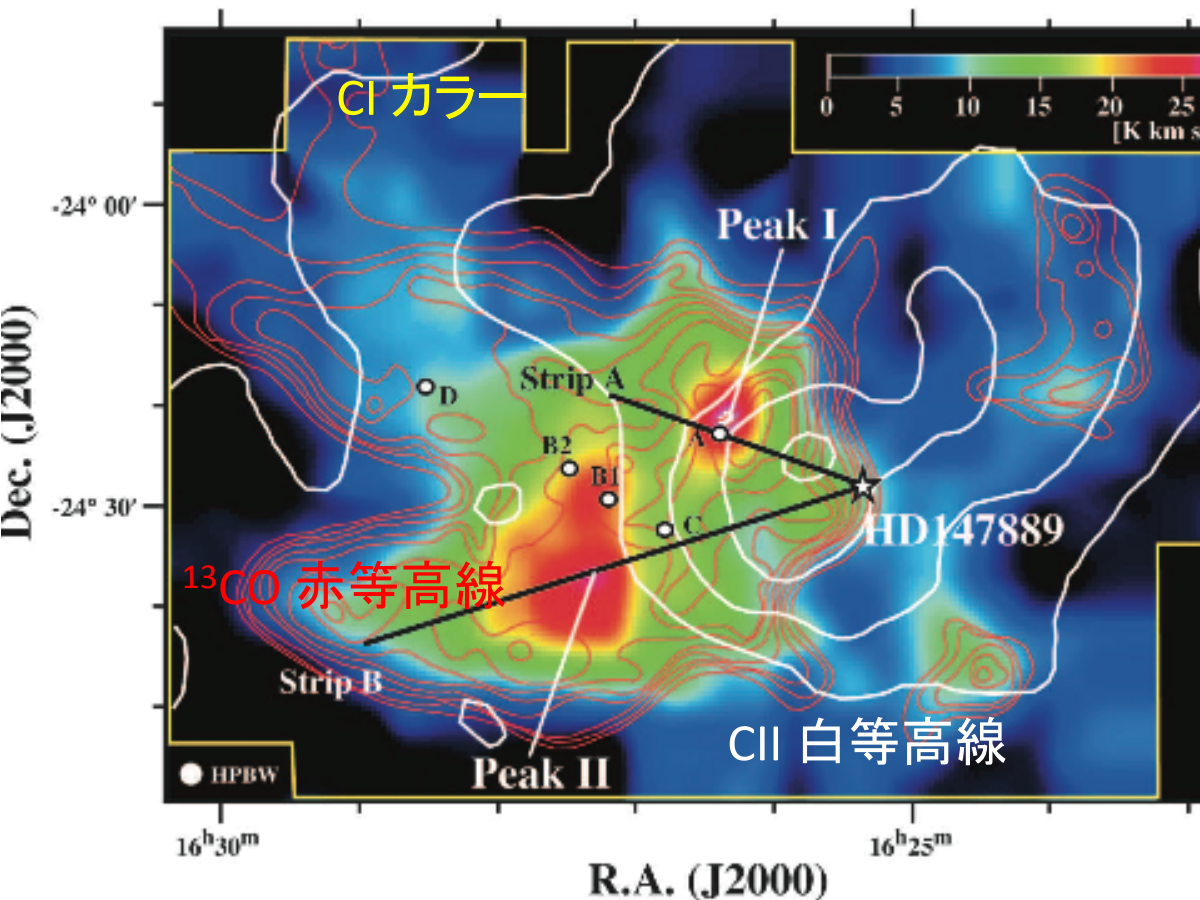 CI カラー
0 5 10 15 20 25
[K km s
-24° 00′
Peak I
Strip A
D
A
B2
B1
-24° 30′
C
HD147889
¹³CO 赤等高線
Strip B
CII 白等高線
HPBW
Peak II
16ʰ30ᵐ
16ʰ25ᵐ
R.A. (J2000)
Dec. (J2000)